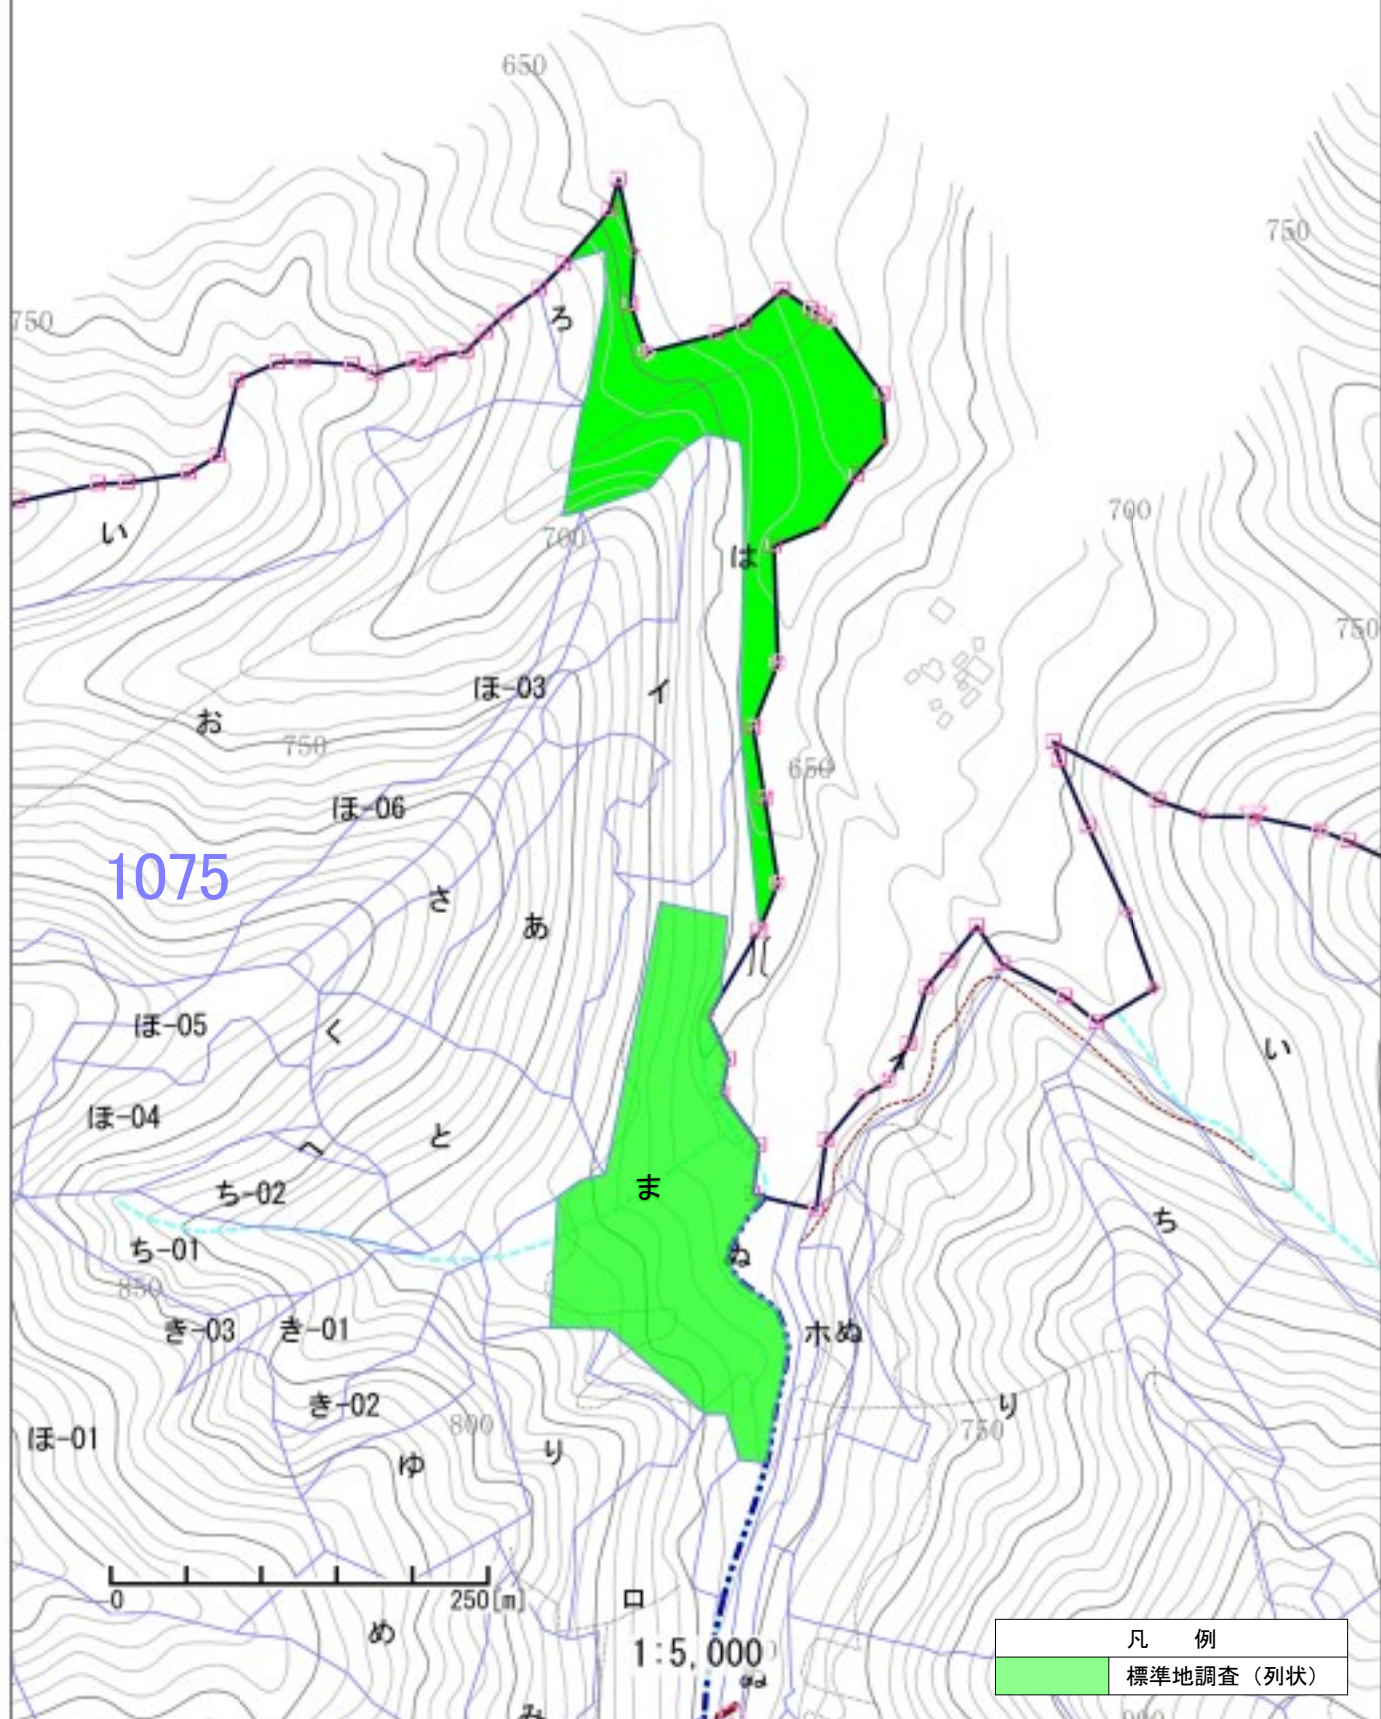 650
750
750
ろ
い
700
700
は
750
ほ-03
イ
お
750
650
ほ-06
1075
さ
あ
ほ-05
く
イ
い
ほ-04
へ
と
ち-02
ま
ち
ち-01
ぬ
850
き-03
き-01
ホぬ
き-02
り
800
750
ほ-01
り
ゆ
0
250[m]
ロ
め
1:5,000
凡　例
標準地調査（列状）
み